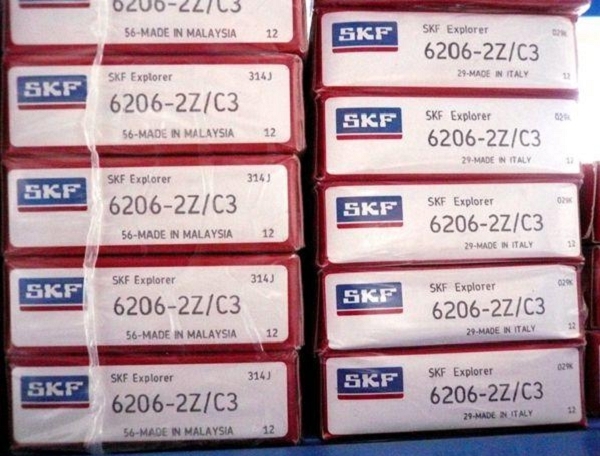 6206-2Z/C3
56-MADE IN MALAYSIA 12
SKF Explorer 314J
SKF 6206-2Z/C3
56-MADE IN MALAYSIA 12
SKF Explorer 314J
SKF 6206-2Z/C3
56-MADE IN MALAYSIA 12
SKF Explorer 314J
SKF 6206-2Z/C3
56-MADE IN MALAYSIA 12
SKF Explorer 314J
SKF 6206-2Z/C3
56-MADE IN MALAYSIA 12
SKF Explorer 029K
SKF 6206-2Z/C3
29-MADE IN ITALY 12
SKF Explorer 029K
SKF 6206-2Z/C3
29-MADE IN ITALY 12
SKF Explorer 029K
SKF 6206-2Z/C3
29-MADE IN ITALY 12
SKF Explorer 029K
SKF 6206-2Z/C3
29-MADE IN ITALY 12
SKF Explorer 029K
SKF 6206-2Z/C3
29-MADE IN ITALY 12